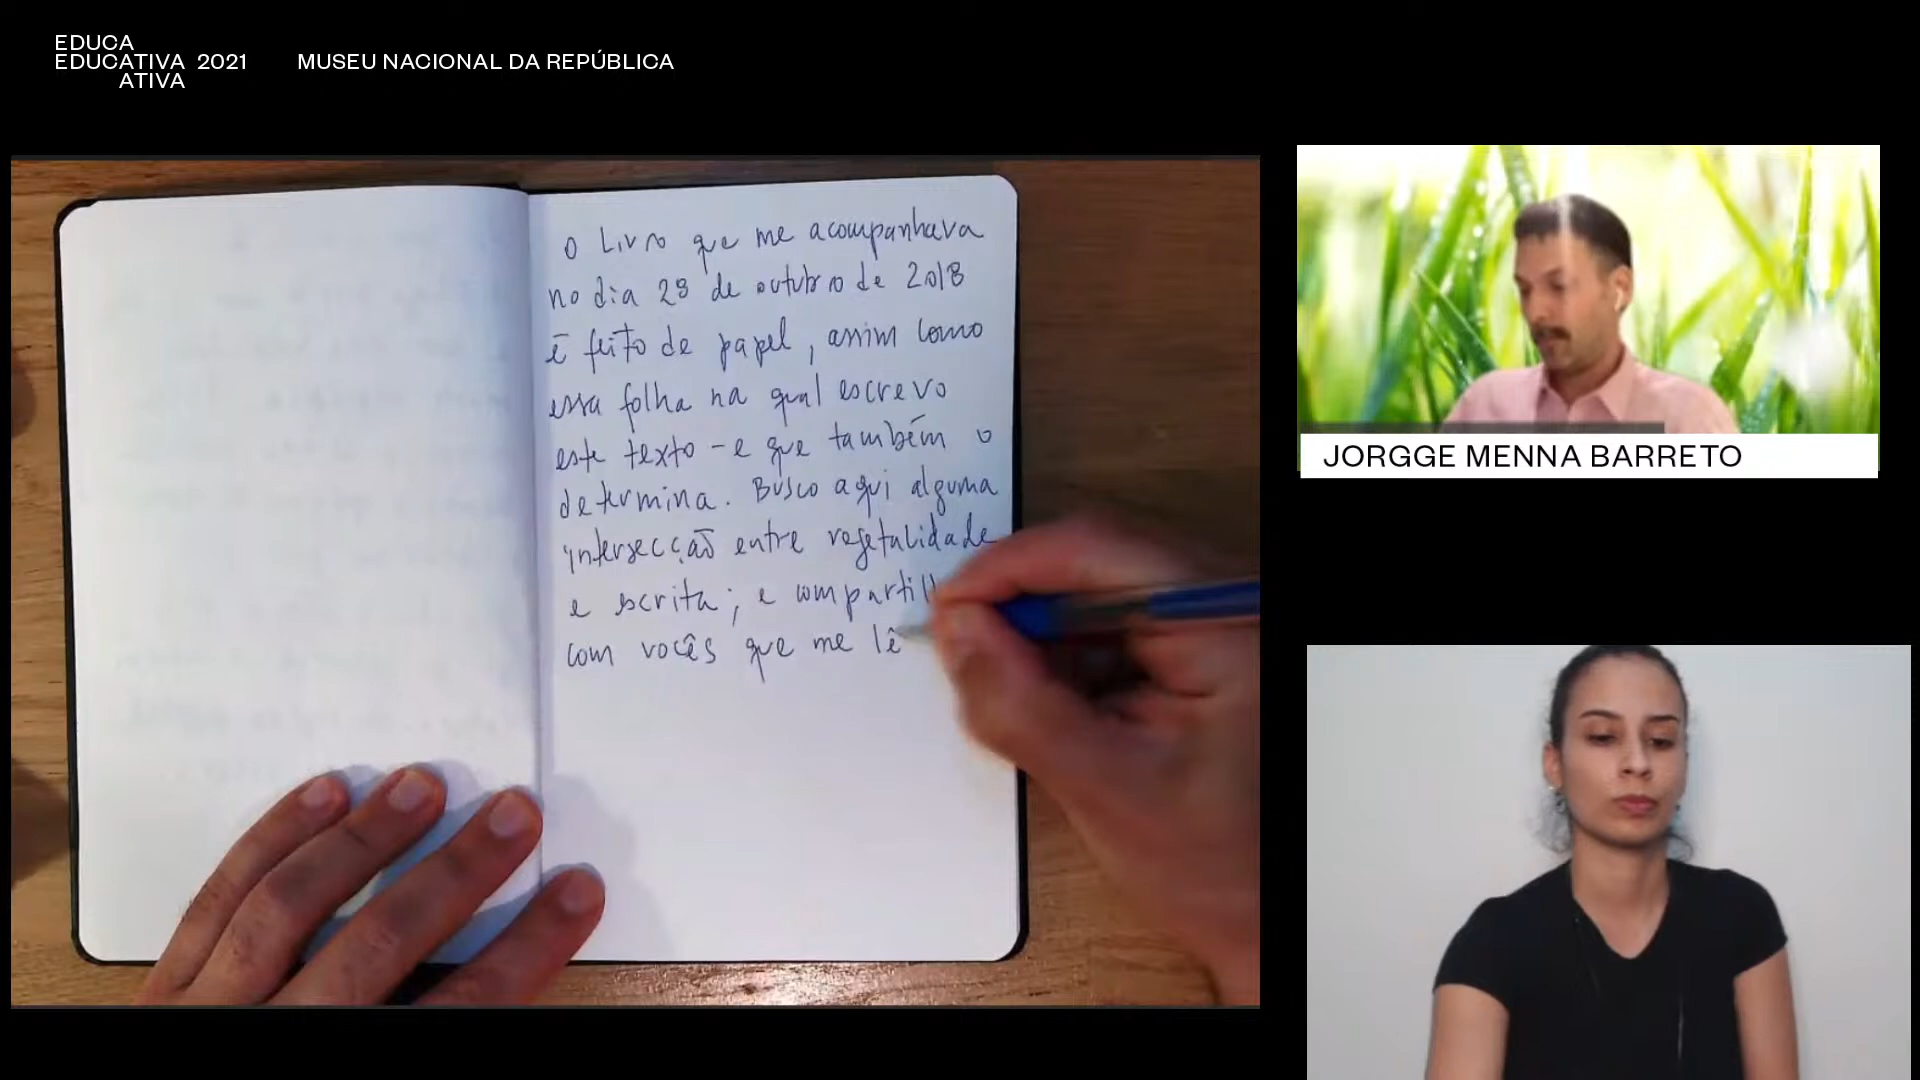 EDUCA
EDUCATIVA 2021
ATIVA
MUSEU NACIONAL DA REPÚBLICA
O Livro que me acompanhava
no dia 28 de outubro de 2018
é feito de papel, assim como
essa folha na qual escrevo
este texto - e que também o
determina. Busco aqui alguma
intersecção entre vegetalidade
e escrita; e
com vocês que me lê
JORGGE MENNA BARRETO